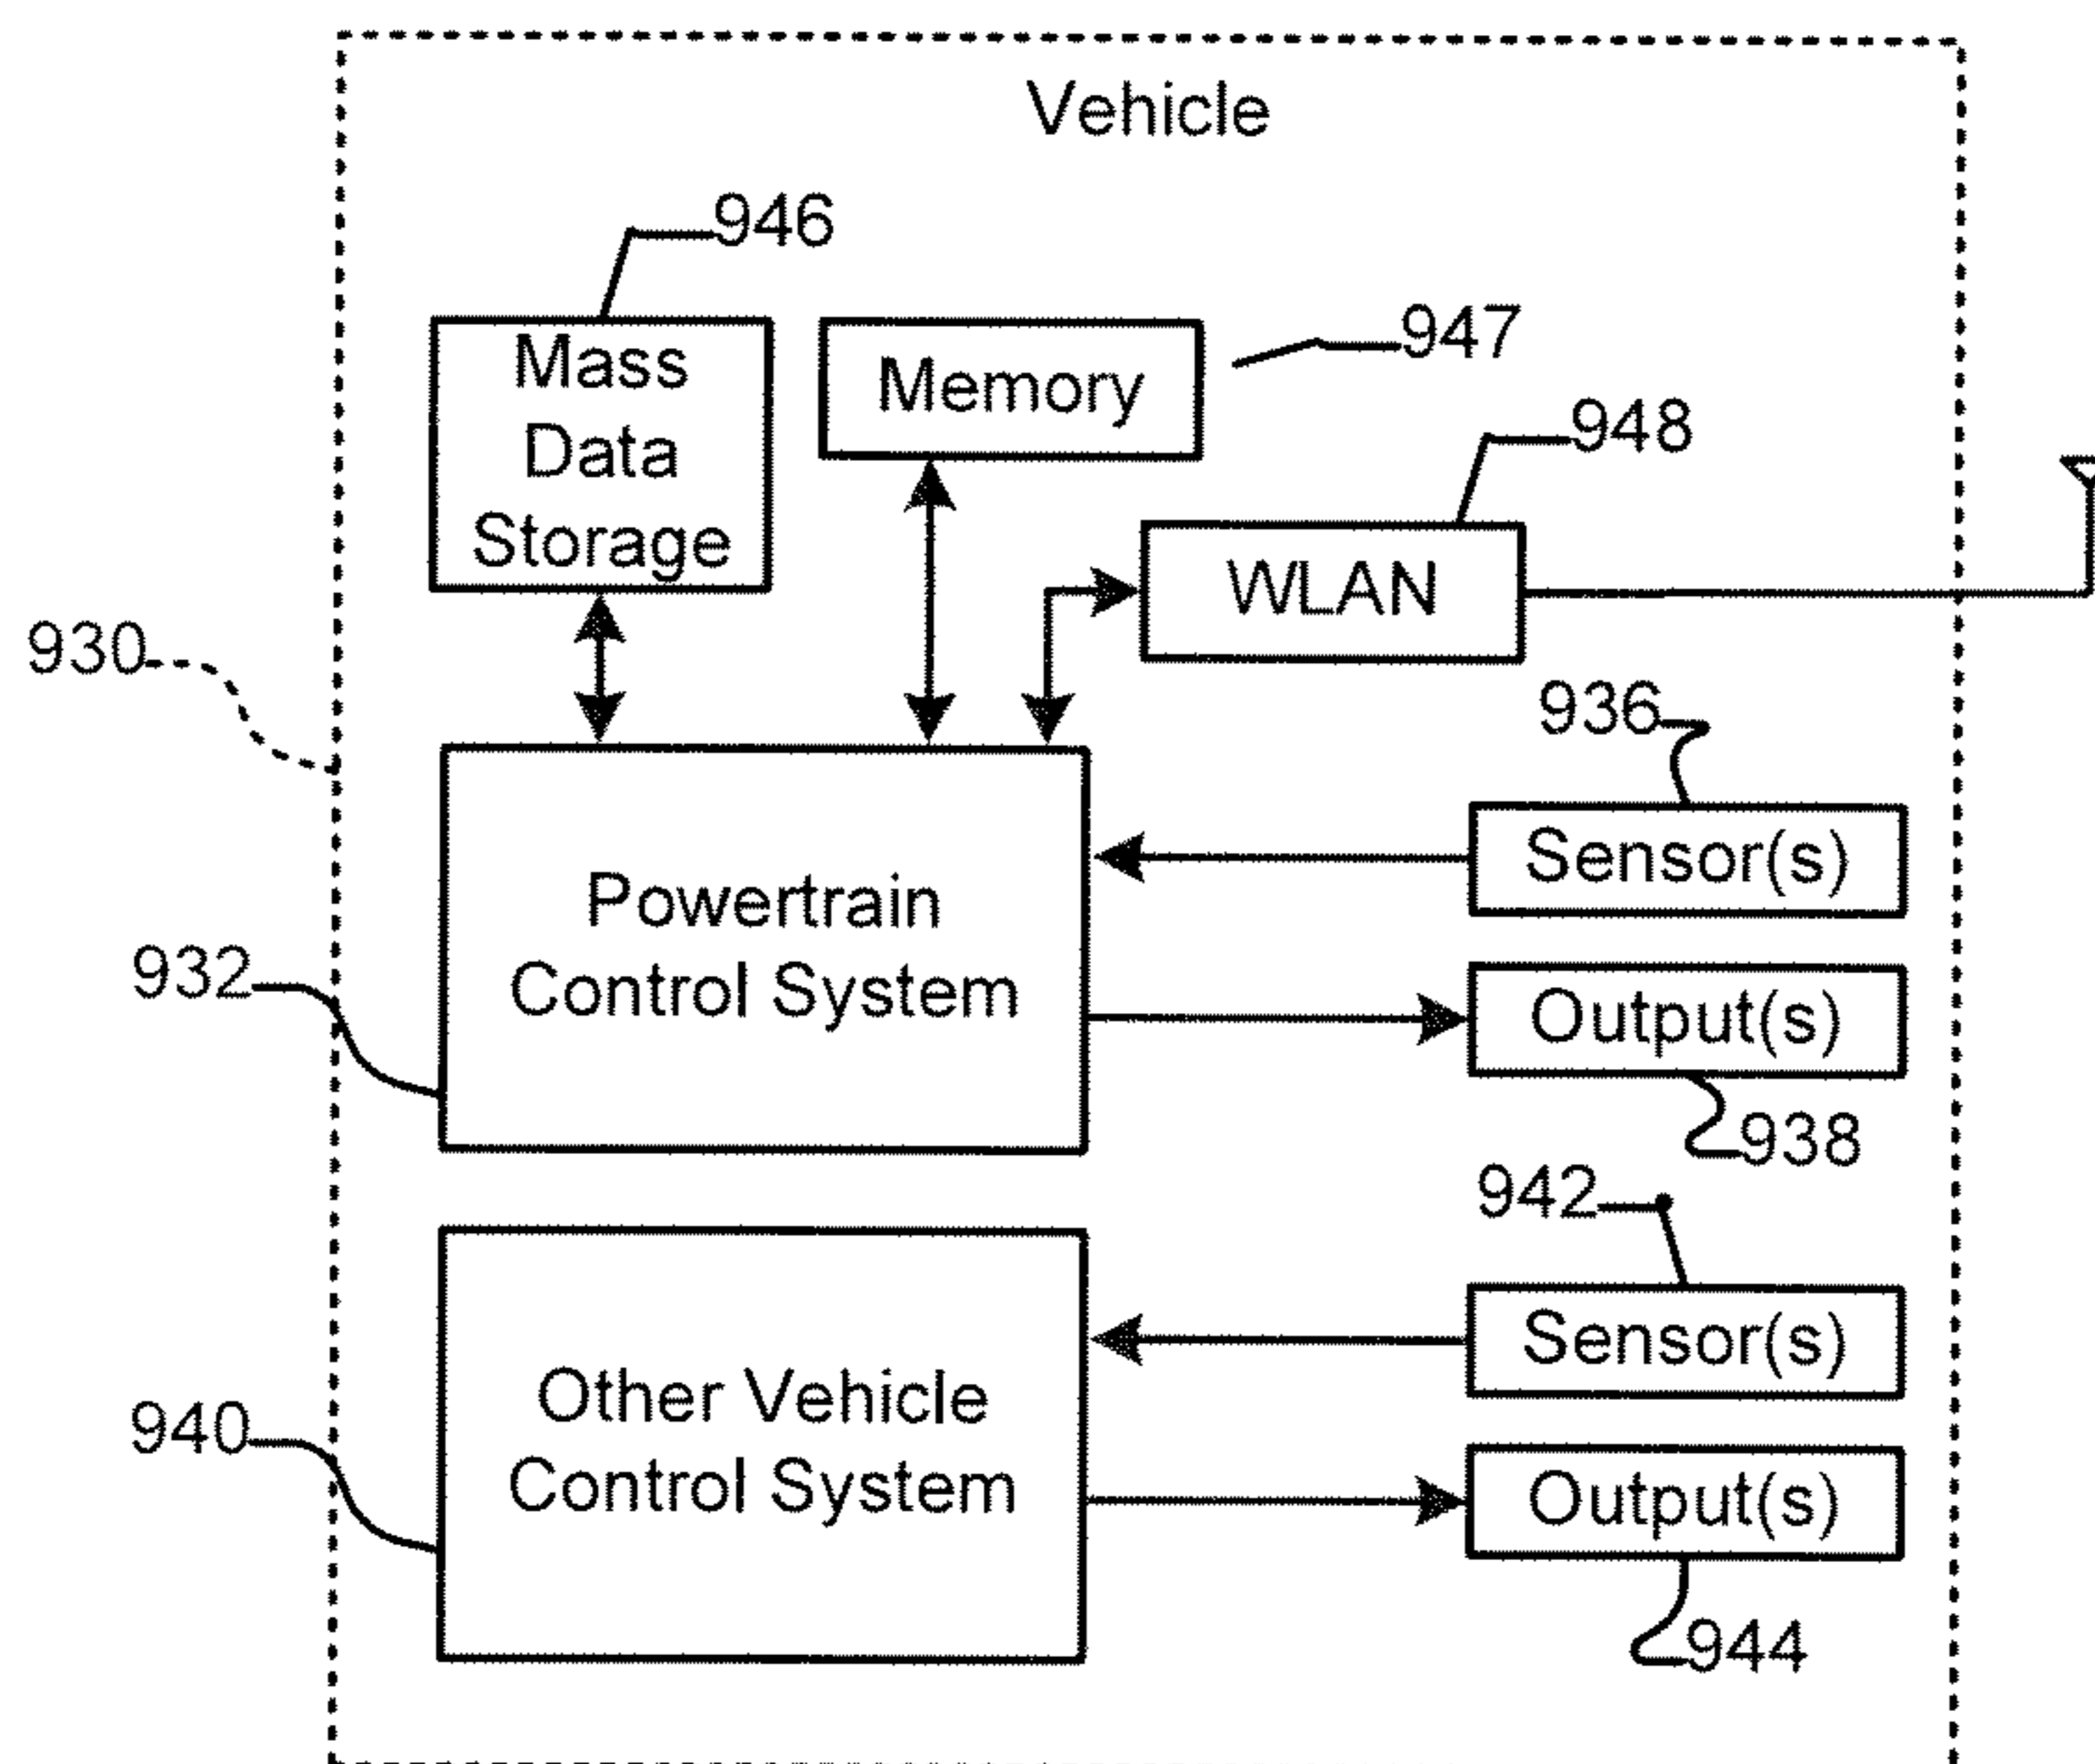 Vehicle
946
947
Mass
Data
Storage
Memory
948
WLAN
930
936
Sensor(s)
Powertrain
Control System
932
Output(s)
938
942
Sensor(s)
Other Vehicle
Control System
940
Output(s)
944